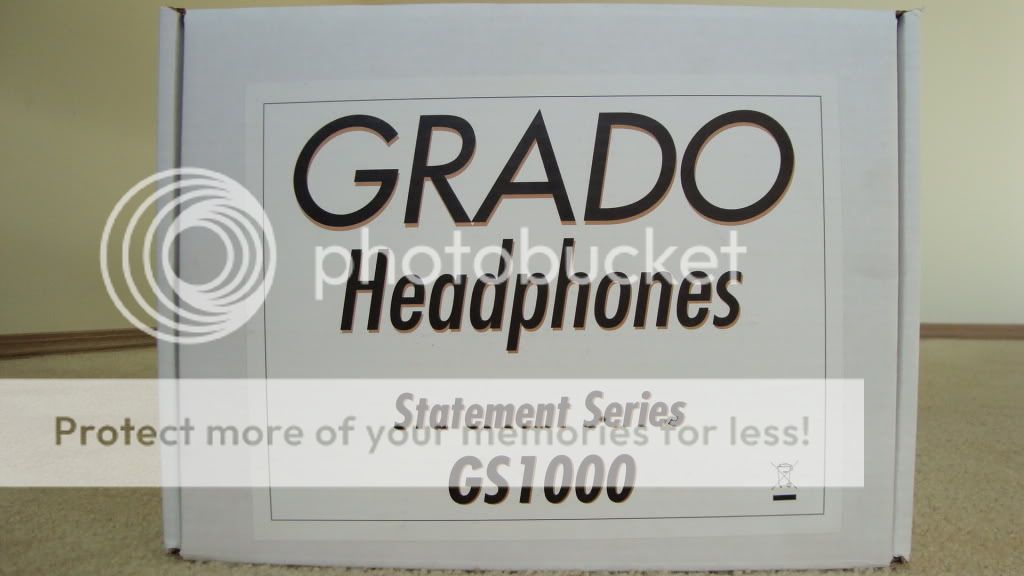 GRADO
photobucket
Headphones
Statement Series
Protect more of your memories for less!
GS1000